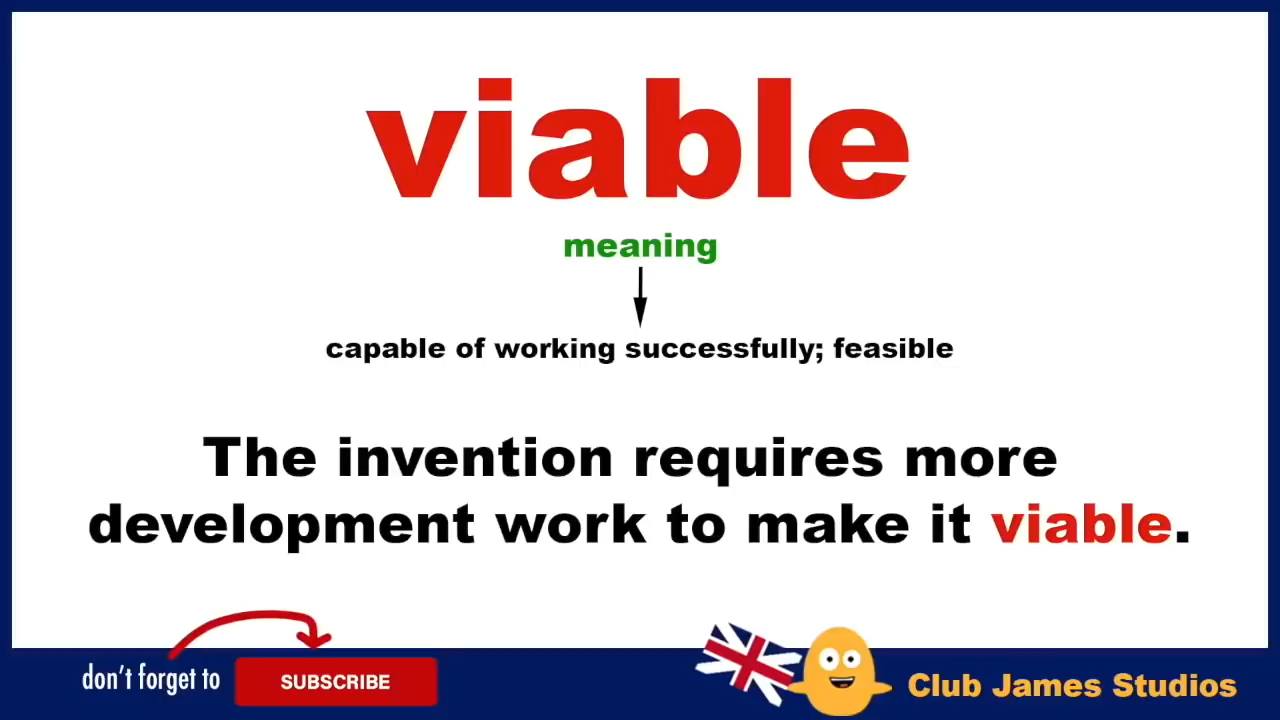 viable
meaning
capable of working successfully; feasible
The invention requires more
development work to make it viable.
don't forget to
SUBSCRIBE
Club James Studios